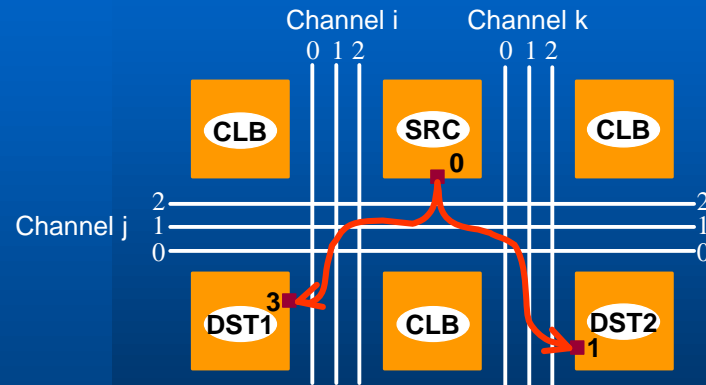 Channel i Channel k
0 1 2 0 1 2
CLB SRC CLB
0
2 2
Channel j 1 1
0 0
3
DST1 CLB DST2
1